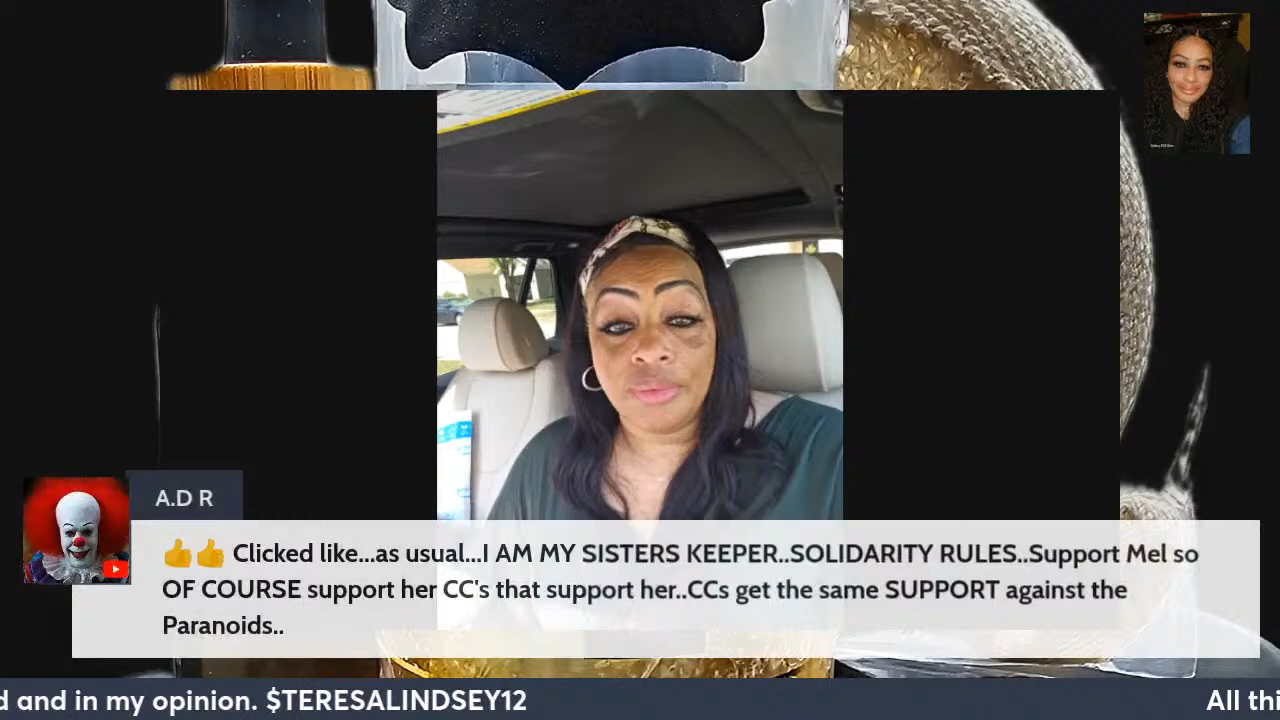 A.D R
👍👍 Clicked like...as usual...I AM MY SISTERS KEEPER..SOLIDARITY RULES..Support Mel so
OF COURSE support her CC's that support her..CCs get the same SUPPORT against the
Paranoids..
d and in my opinion. $TERESALINDSEY12
All thi